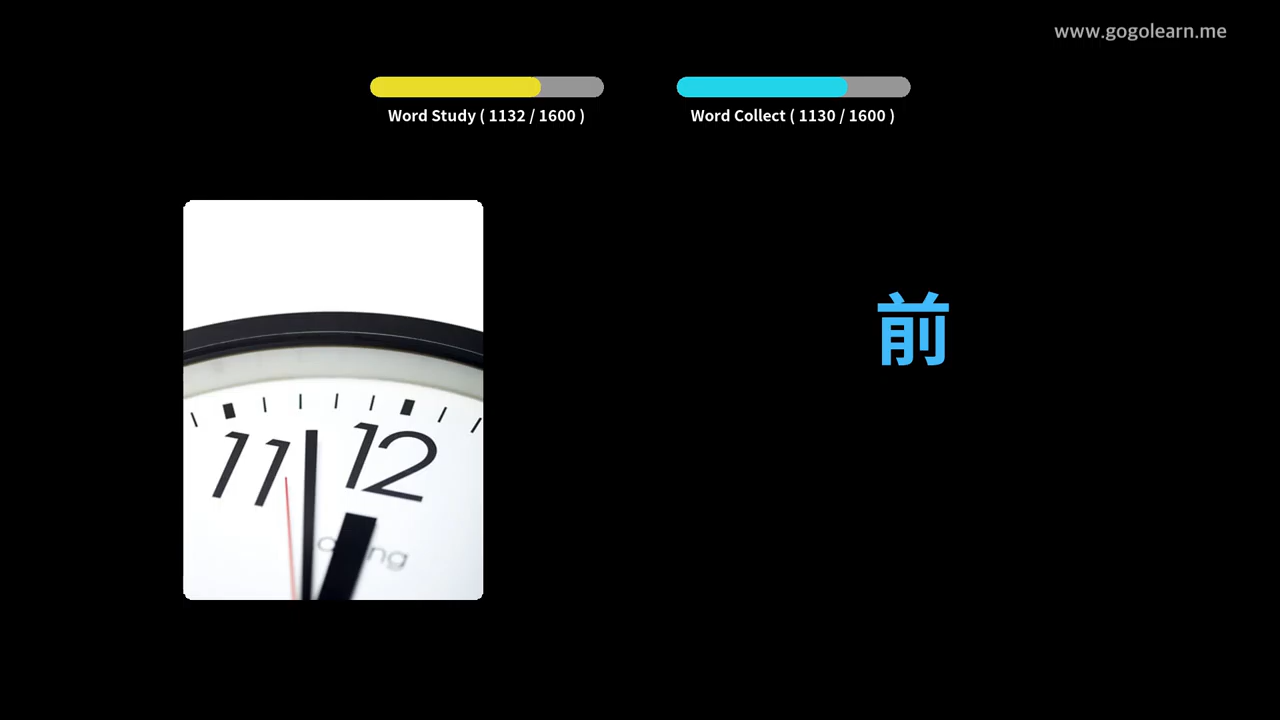 www.gogolearn.me
Word Study ( 1132 / 1600 )
Word Collect ( 1130 / 1600 )
前
11 12